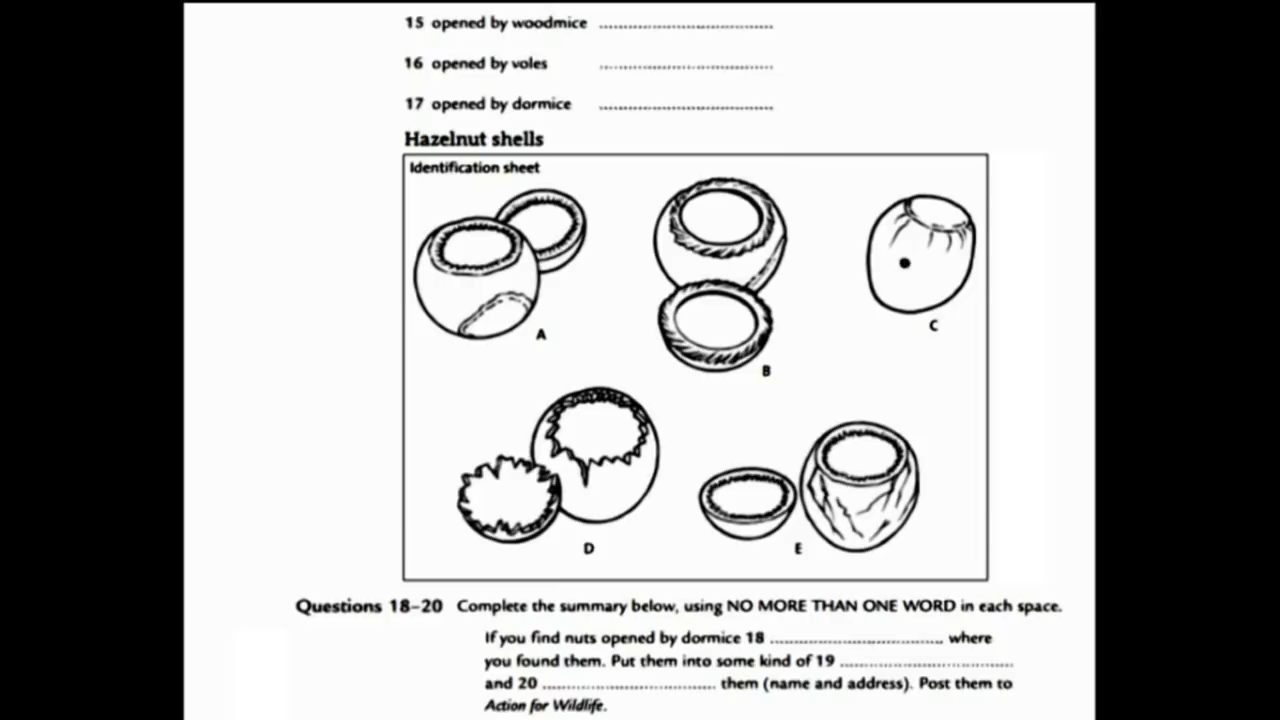 15 opened by woodmice ........................................
16 opened by voles ........................................
17 opened by dormice ........................................
Hazelnut shells
Identification sheet
A
B
C
D
E
Questions 18–20 Complete the summary below, using NO MORE THAN ONE WORD in each space.
If you find nuts opened by dormice 18 ........................................ where
you found them. Put them into some kind of 19 ........................................
and 20 ........................................ them (name and address). Post them to
Action for Wildlife.